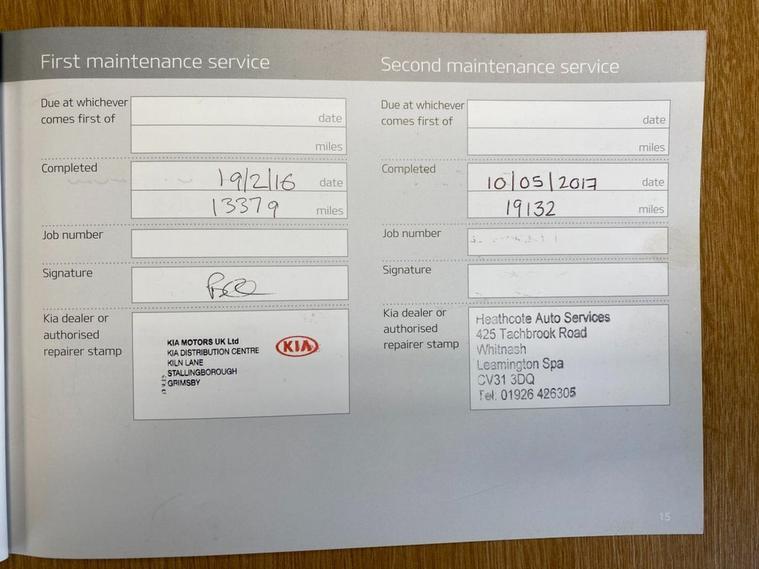 First maintenance service
Due at whichever
comes first of
date
miles
Completed
19/2/16 date
13379 miles
Job number
Signature
Kia dealer or
authorised
repairer stamp
KIA MOTORS UK Ltd
KIA DISTRIBUTION CENTRE
KILN LANE
STALLINGBOROUGH
GRIMSBY
KIA
Second maintenance service
Due at whichever
comes first of
date
miles
Completed
10/05/2017 date
19132 miles
Job number
Signature
Kia dealer or
authorised
repairer stamp
Heathcote Auto Services
425 Tachbrook Road
Whitnash
Leamington Spa
CV31 3DQ
Tel: 01926 426305
15